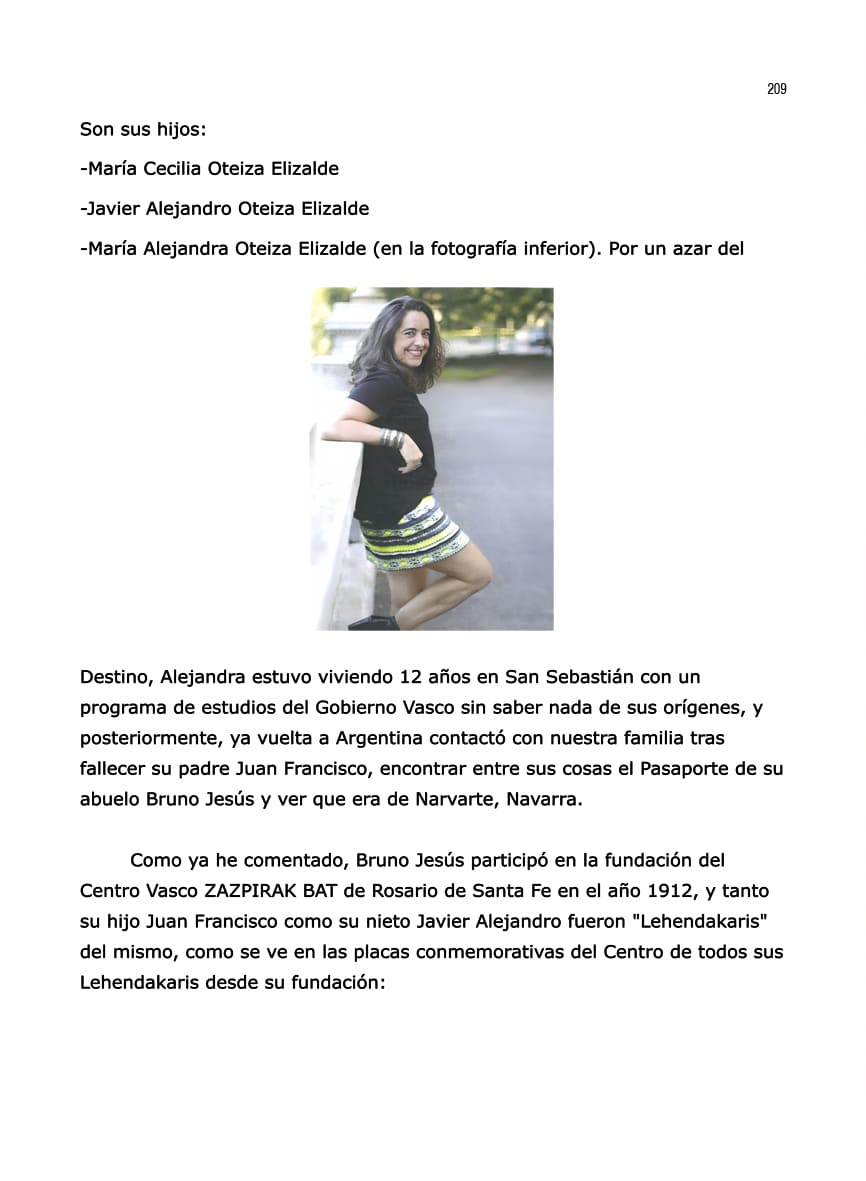 209
Son sus hijos:
-María Cecilia Oteiza Elizalde
-Javier Alejandro Oteiza Elizalde
-María Alejandra Oteiza Elizalde (en la fotografía inferior). Por un azar del
Destino, Alejandra estuvo viviendo 12 años en San Sebastián con un
programa de estudios del Gobierno Vasco sin saber nada de sus orígenes, y
posteriormente, ya vuelta a Argentina contactó con nuestra familia tras
fallecer su padre Juan Francisco, encontrar entre sus cosas el Pasaporte de su
abuelo Bruno Jesús y ver que era de Narvarte, Navarra.
Como ya he comentado, Bruno Jesús participó en la fundación del
Centro Vasco ZAZPIRAK BAT de Rosario de Santa Fe en el año 1912, y tanto
su hijo Juan Francisco como su nieto Javier Alejandro fueron "Lehendakaris"
del mismo, como se ve en las placas conmemorativas del Centro de todos sus
Lehendakaris desde su fundación: